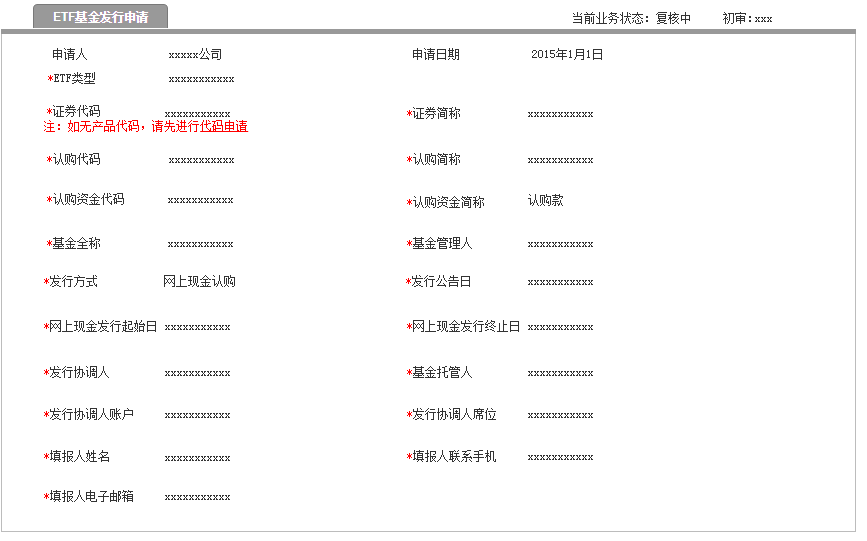 ETF基金发行申请 当前业务状态：复核中 初审：xxx
申请人 xxxxx公司 申请日期 2015年1月1日
*ETF类型 xxxxxxxxxxx
*证券代码 xxxxxxxxxxx *证券简称 xxxxxxxxxxx
注：如无产品代码，请先进行代码申请
*认购代码 xxxxxxxxxxx *认购简称 xxxxxxxxxxx
*认购资金代码 xxxxxxxxxxx *认购资金简称 认购款
*基金全称 xxxxxxxxxxx *基金管理人 xxxxxxxxxxx
*发行方式 网上现金认购 *发行公告日 xxxxxxxxxxx
*网上现金发行起始日 xxxxxxxxxxx *网上现金发行终止日 xxxxxxxxxxx
*发行协调人 xxxxxxxxxxx *基金托管人 xxxxxxxxxxx
*发行协调人账户 xxxxxxxxxxx *发行协调人席位 xxxxxxxxxxx
*填报人姓名 xxxxxxxxxxx *填报人联系手机 xxxxxxxxxxx
*填报人电子邮箱 xxxxxxxxxxx